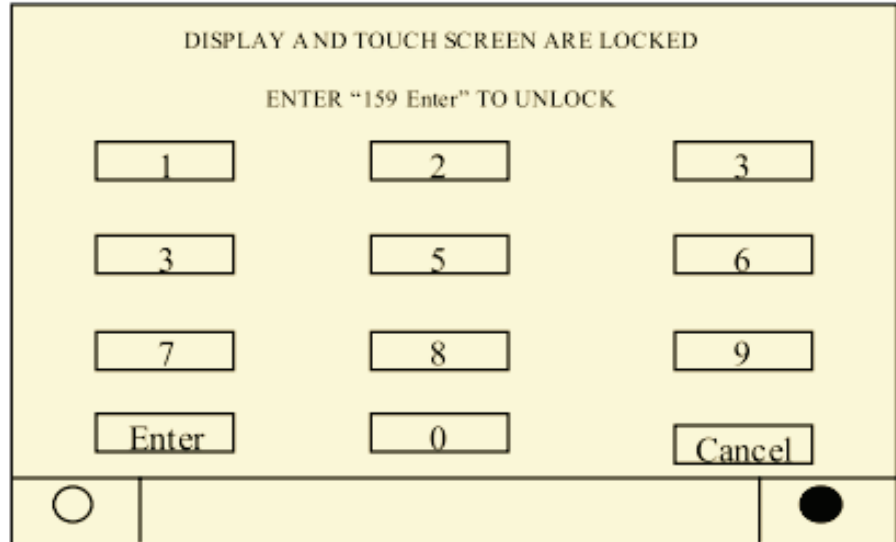 DISPLAY AND TOUCH SCREEN ARE LOCKED
ENTER “159 Enter” TO UNLOCK
1 2 3
3 5 6
7 8 9
Enter 0 Cancel